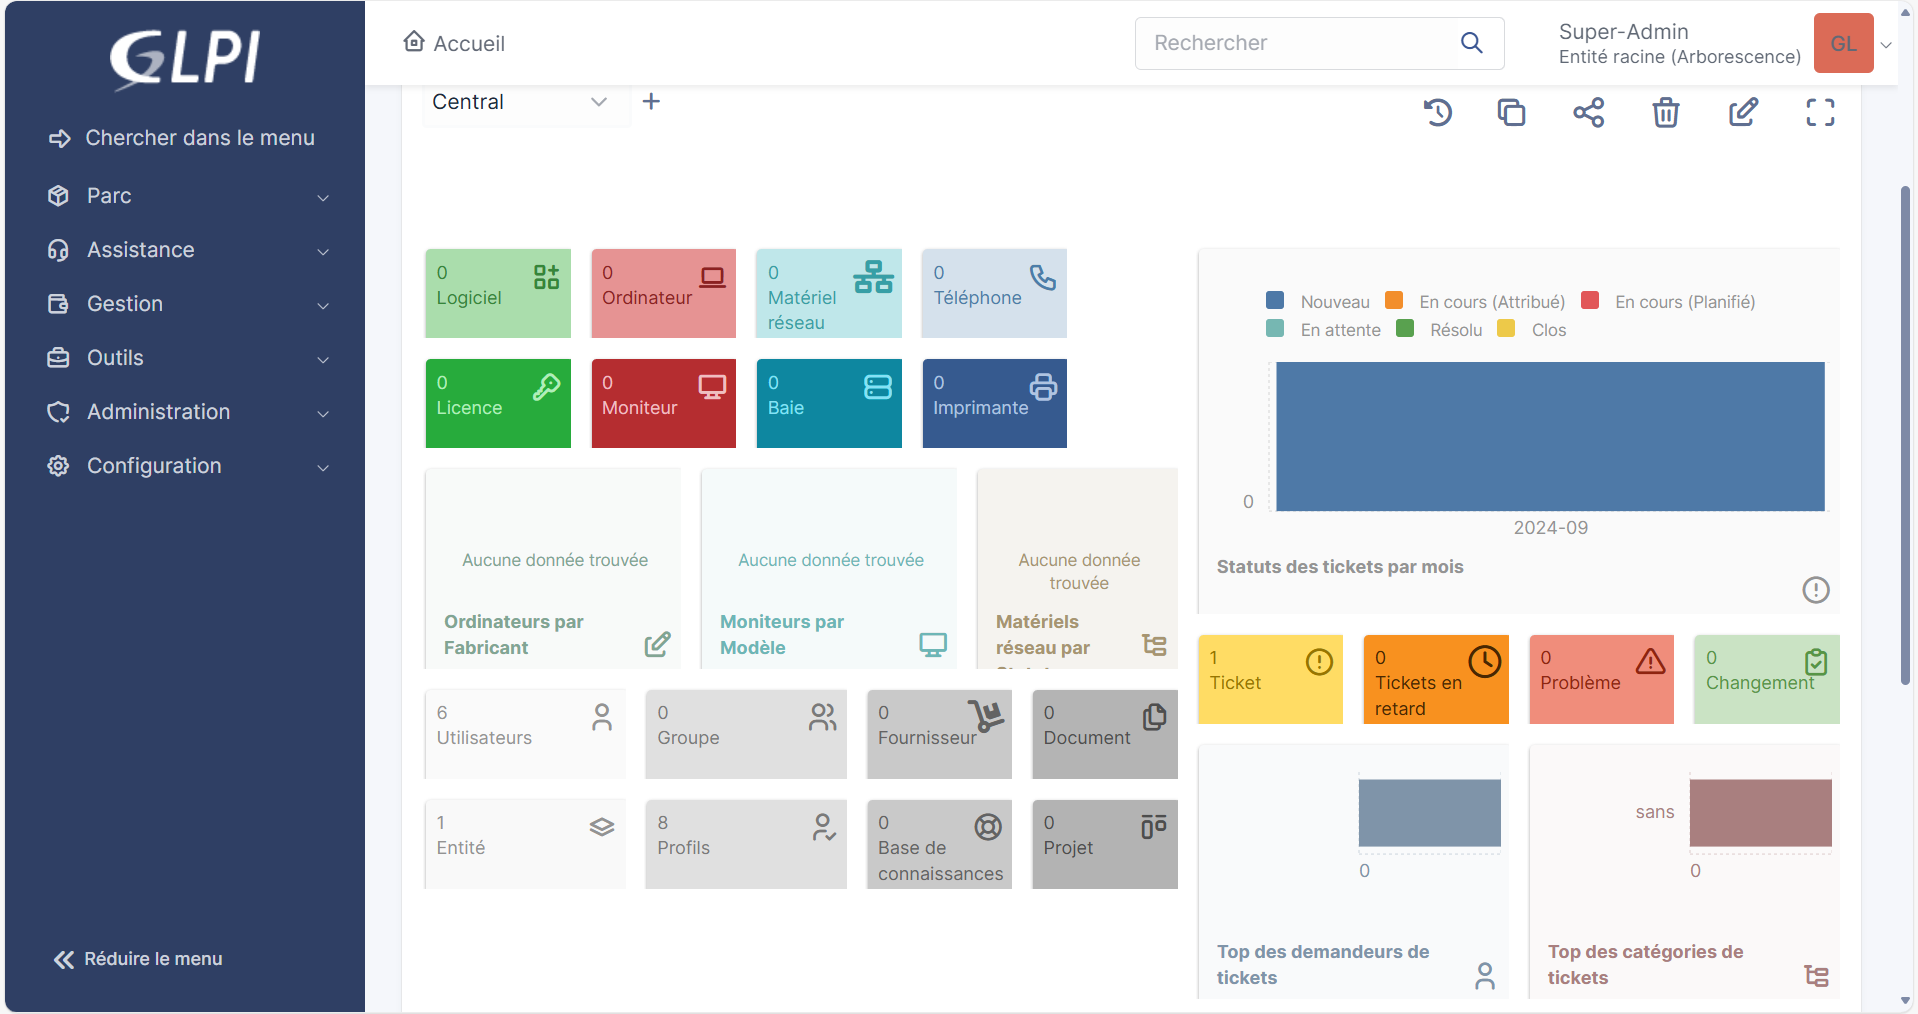 GLPI
Accueil
Rechercher
Super-Admin
Entité racine (Arborescence)
GL
Chercher dans le menu
Parc
Assistance
Gestion
Outils
Administration
Configuration
Réduire le menu
Central
0
Logiciel
0
Ordinateur
0
Matériel
réseau
0
Téléphone
0
Licence
0
Moniteur
0
Baie
0
Imprimante
Aucune donnée trouvée
Ordinateurs par
Fabricant
Aucune donnée trouvée
Moniteurs par
Modèle
Aucune donnée
trouvée
Matériels
réseau par
6
Utilisateurs
0
Groupe
0
Fournisseur
0
Document
1
Entité
8
Profils
0
Base de
connaissances
0
Projet
Nouveau En cours (Attribué) En cours (Planifié)
En attente Résolu Clos
0
2024-09
Statuts des tickets par mois
1
Ticket
0
Tickets en
retard
0
Problème
0
Changement
0
Top des demandeurs de
tickets
sans
0
Top des catégories de
tickets